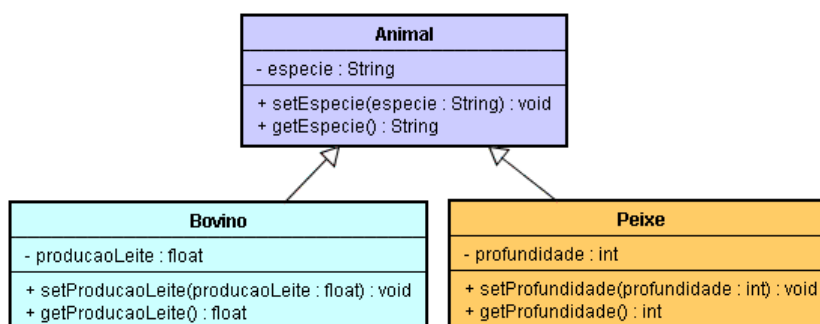 Animal
- especie : String
+ setEspecie(especie : String) : void
+ getEspecie() : String
Bovino
- producaoLeite : float
+ setProducaoLeite(producaoLeite : float) : void
+ getProducaoLeite() : float
Peixe
- profundidade : int
+ setProfundidade(profundidade : int) : void
+ getProfundidade() : int